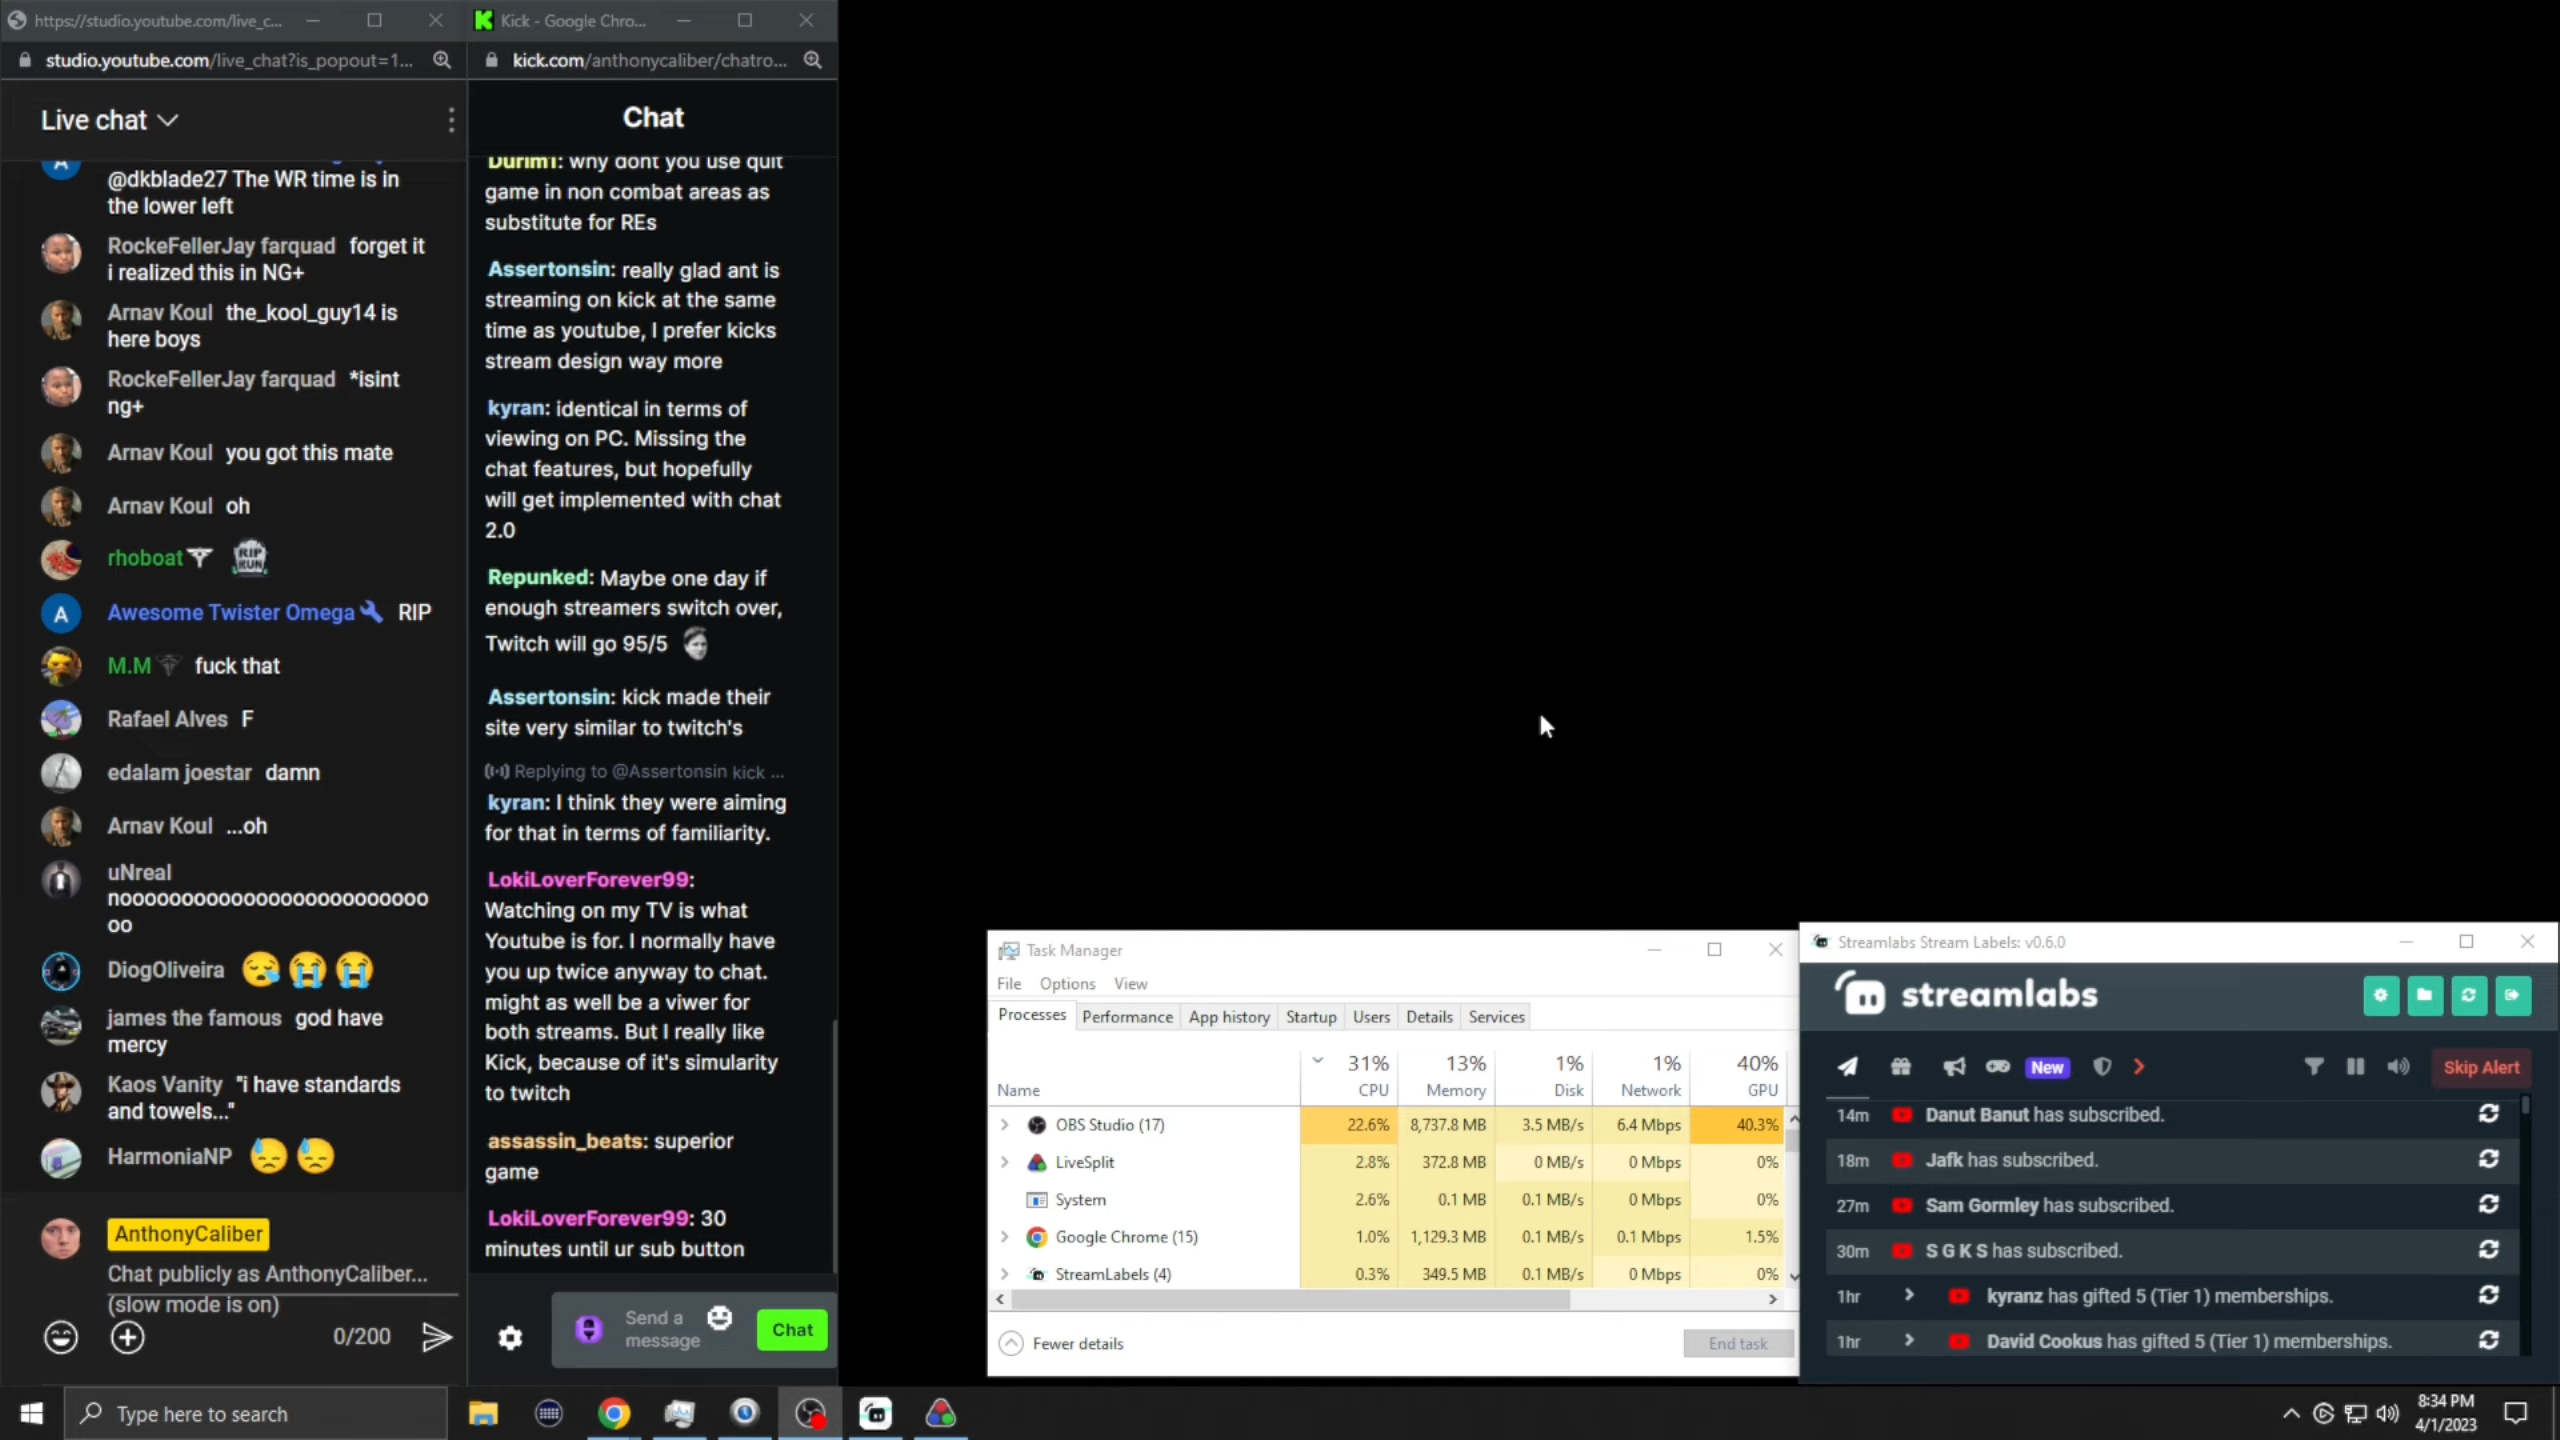 https://studio.youtube.com/live_c...
studio.youtube.com/live_chat?is_popout=1...
Live chat
@dkblade27 The WR time is in
the lower left
RockeFellerJay farquad forget it
i realized this in NG+
Arnav Koul the_kool_guy14 is
here boys
RockeFellerJay farquad *isint
ng+
Arnav Koul you got this mate
Arnav Koul oh
rhoboat RIP RUN
Awesome Twister Omega RIP
M.M fuck that
Rafael Alves F
edalam joestar damn
Arnav Koul ...oh
uNreal
nooooooooooooooooooooooooo
oo
DiogOliveira
james the famous god have
mercy
Kaos Vanity "i have standards
and towels..."
HarmoniaNP
AnthonyCaliber
Chat publicly as AnthonyCaliber...
(slow mode is on)
0/200
Kick - Google Chro...
kick.com/anthonycaliber/chatro...
Chat
Durim1: why dont you use quit
game in non combat areas as
substitute for REs
Assertonsin: really glad ant is
streaming on kick at the same
time as youtube, I prefer kicks
stream design way more
kyran: identical in terms of
viewing on PC. Missing the
chat features, but hopefully
will get implemented with chat
2.0
Repunked: Maybe one day if
enough streamers switch over,
Twitch will go 95/5
Assertonsin: kick made their
site very similar to twitch's
Replying to @Assertonsin kick ...
kyran: I think they were aiming
for that in terms of familiarity.
LokiLoverForever99:
Watching on my TV is what
Youtube is for. I normally have
you up twice anyway to chat.
might as well be a viwer for
both streams. But I really like
Kick, because of it's simularity
to twitch
assassin_beats: superior
game
LokiLoverForever99: 30
minutes until ur sub button
Send a
message
Chat
Task Manager
File Options View
Processes Performance App history Startup Users Details Services
31% 13% 1% 1% 40%
Name CPU Memory Disk Network GPU
OBS Studio (17) 22.6% 8,737.8 MB 3.5 MB/s 6.4 Mbps 40.3%
LiveSplit 2.8% 372.8 MB 0 MB/s 0 Mbps 0%
System 2.6% 0.1 MB 0.1 MB/s 0 Mbps 0%
Google Chrome (15) 1.0% 1,129.3 MB 0.1 MB/s 0.1 Mbps 1.5%
StreamLabels (4) 0.3% 349.5 MB 0.1 MB/s 0 Mbps 0%
Fewer details
End task
Streamlabs Stream Labels: v0.6.0
streamlabs
New
Skip Alert
14m Danut Banut has subscribed.
18m Jafk has subscribed.
27m Sam Gormley has subscribed.
30m S G K S has subscribed.
1hr kyranz has gifted 5 (Tier 1) memberships.
1hr David Cookus has gifted 5 (Tier 1) memberships.
Type here to search
8:34 PM
4/1/2023